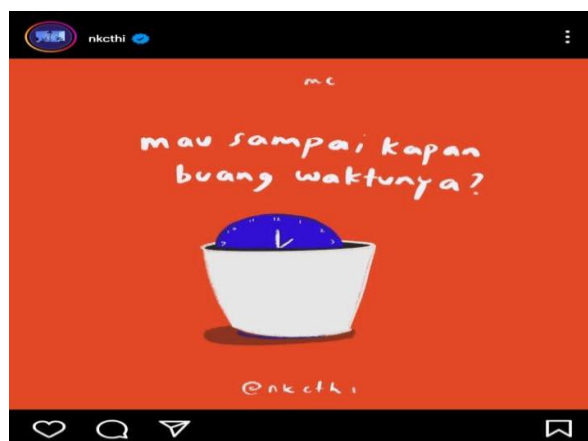 nkcthi
mc
mau sampai kapan
buang waktunya?
@nkcthi